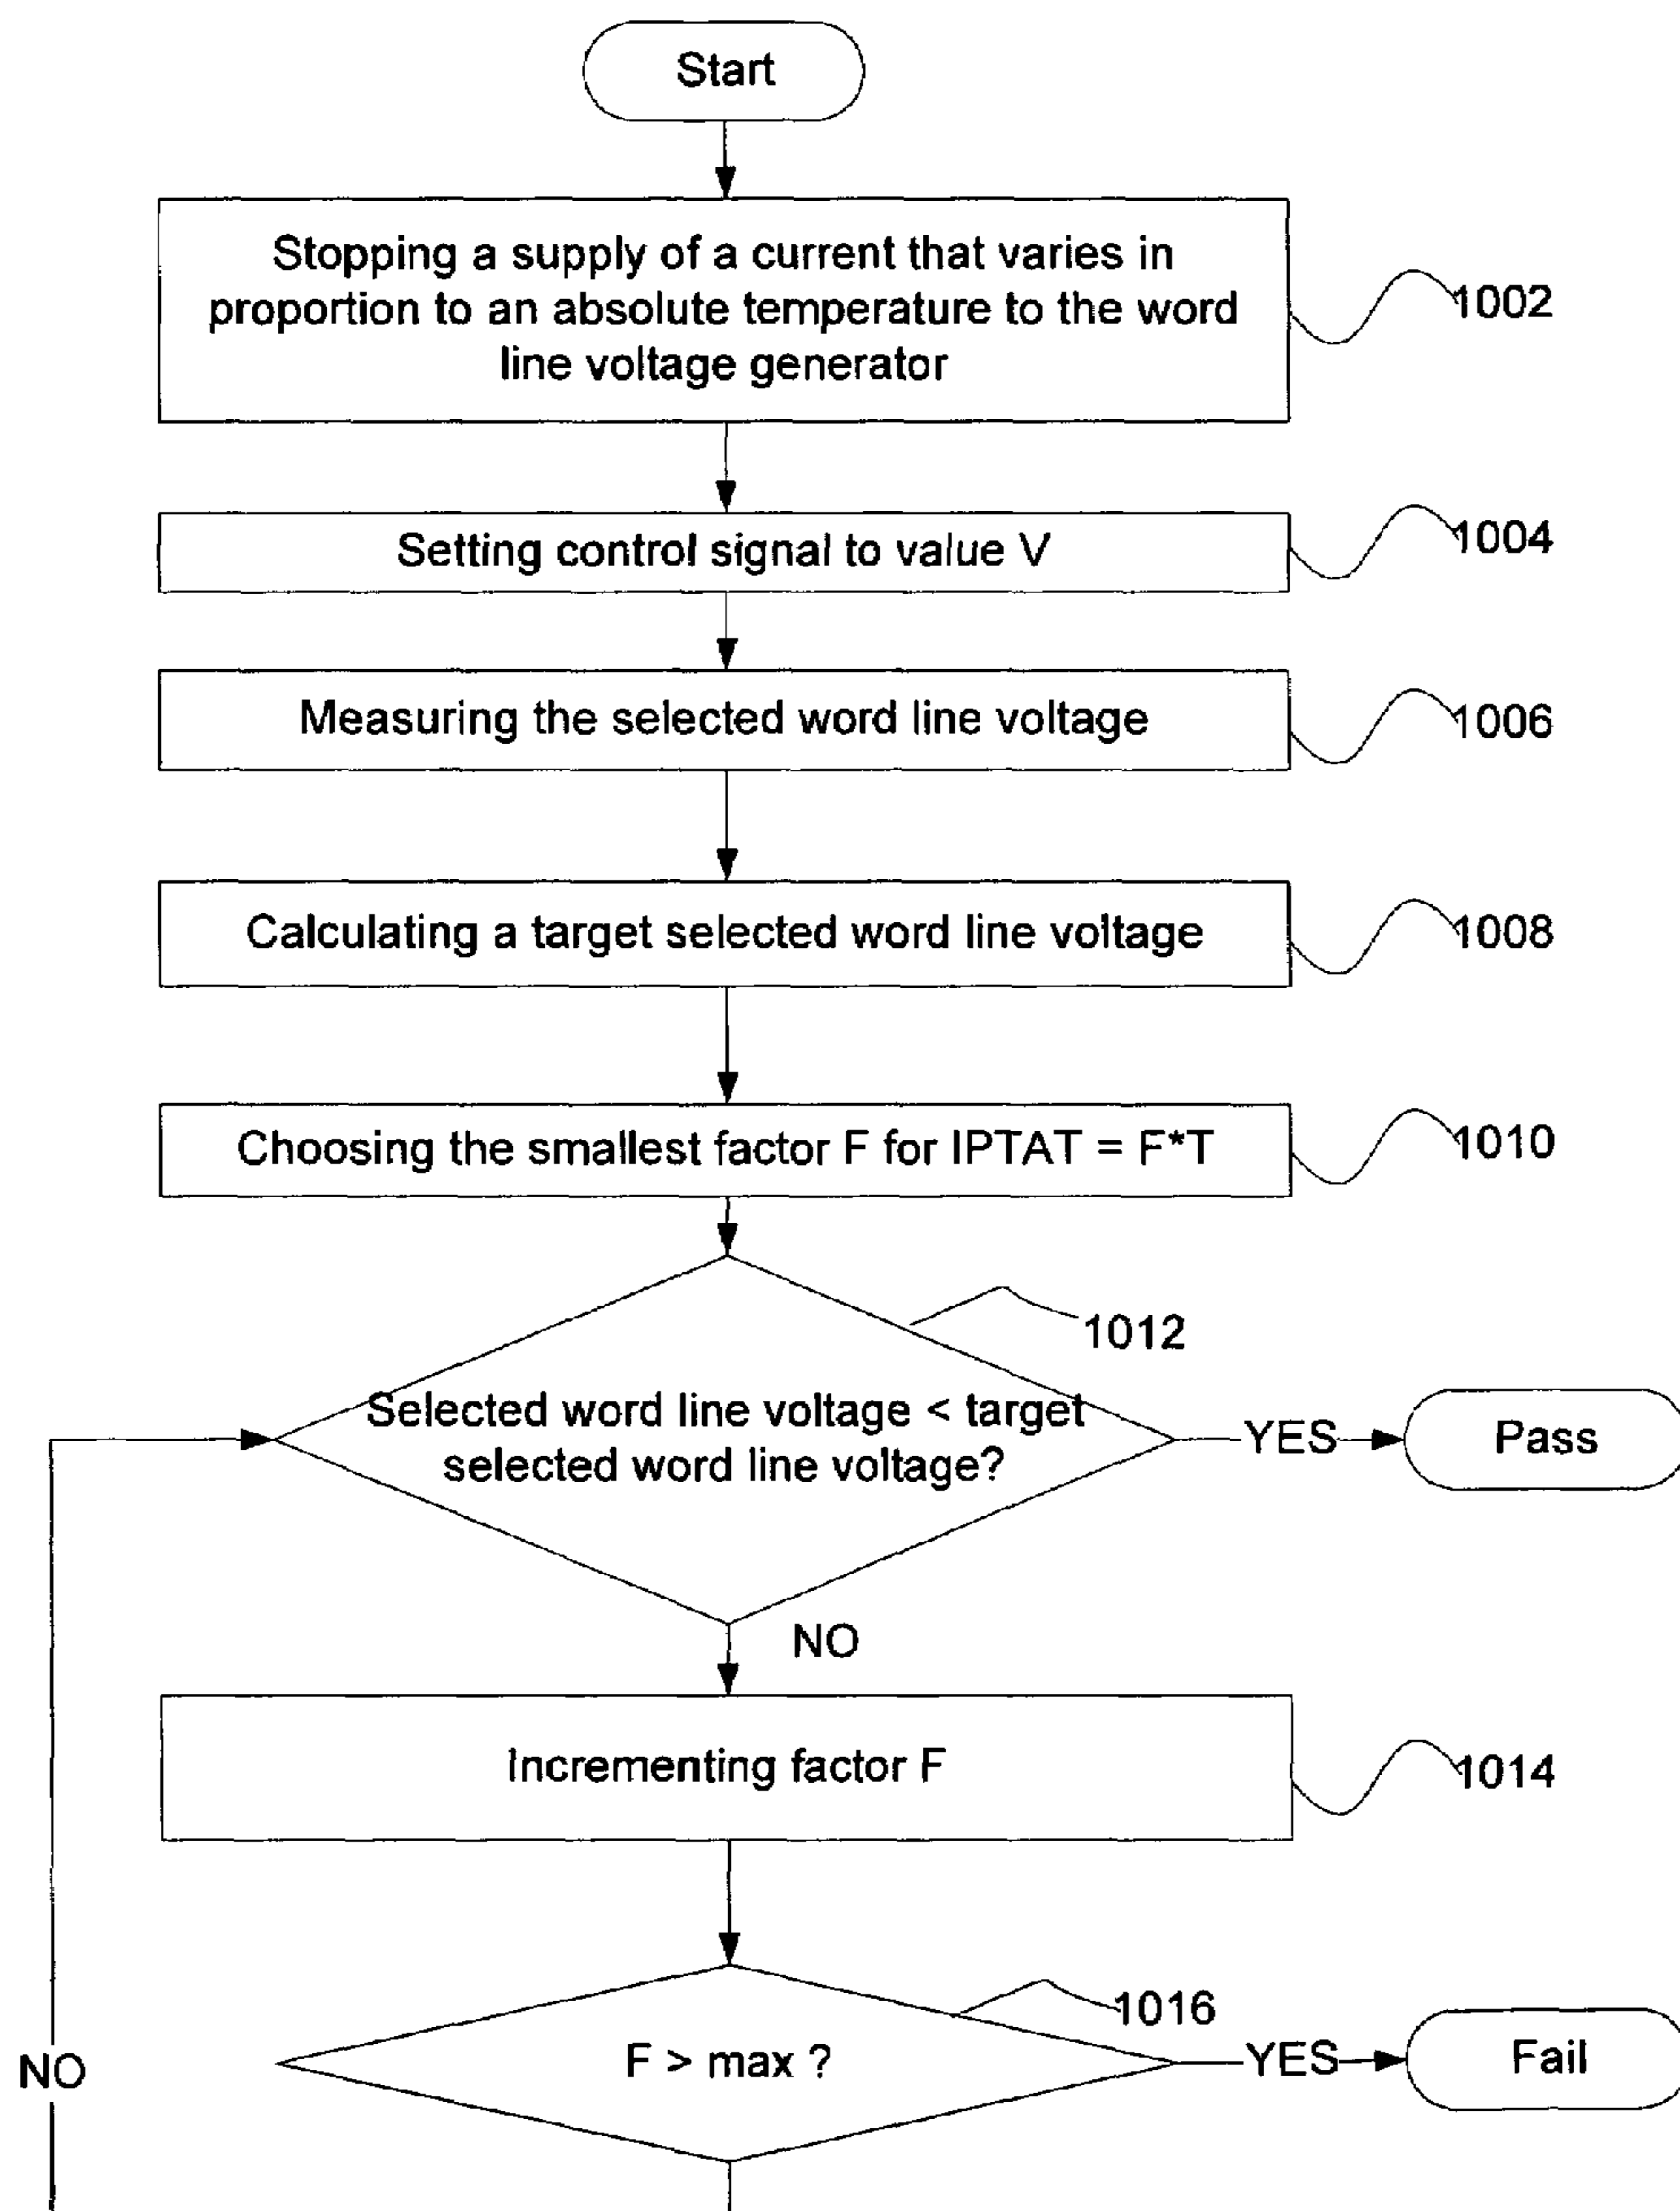 Start
Stopping a supply of a current that varies in
proportion to an absolute temperature to the word
line voltage generator
1002
Setting control signal to value V
1004
Measuring the selected word line voltage
1006
Calculating a target selected word line voltage
1008
Choosing the smallest factor F for IPTAT = F*T
1010
1012
Selected word line voltage < target
selected word line voltage?
YES
Pass
NO
Incrementing factor F
1014
1016
F > max ?
YES
Fail
NO